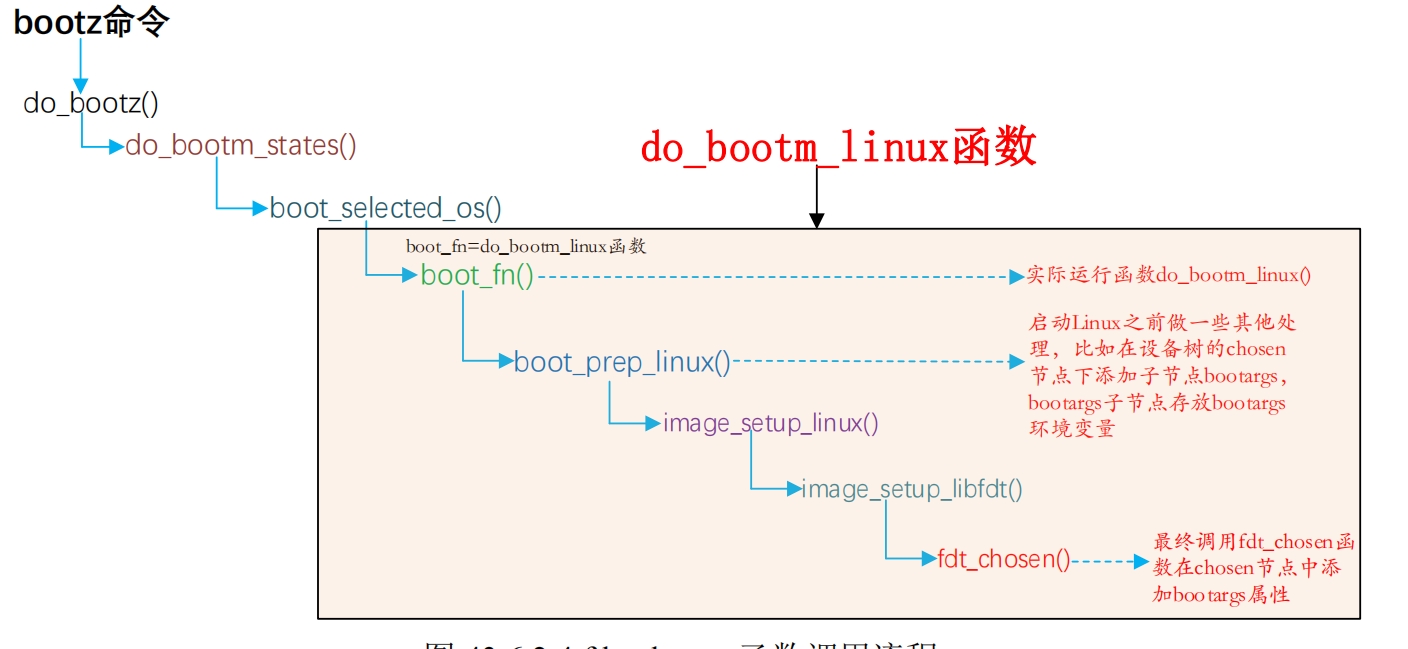 bootz命令
do_bootz()
do_bootm_states()
do_bootm_linux函数
boot_selected_os()
boot_fn=do_bootm_linux函数
boot_fn()
实际运行函数do_bootm_linux()
启动Linux之前做一些其他处
理，比如在设备树的chosen
节点下添加子节点bootargs，
bootargs子节点存放bootargs
环境变量
boot_prep_linux()
image_setup_linux()
image_setup_libfdt()
fdt_chosen()
最终调用fdt_chosen函
数在chosen节点中添
加bootargs属性